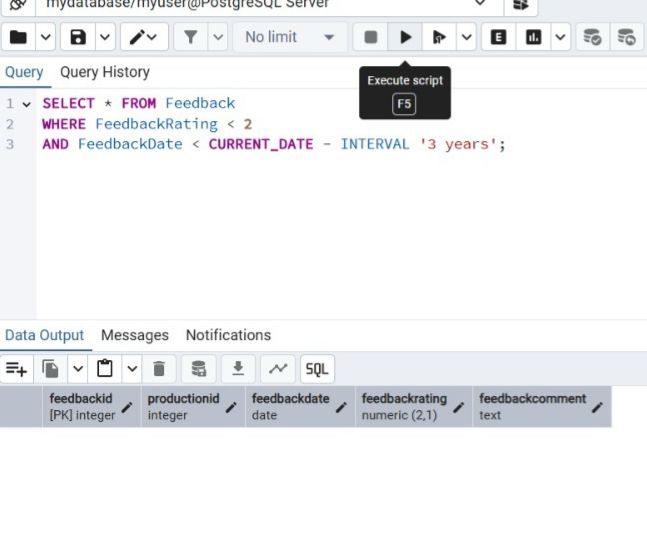 mydatabase/myuser@PostgreSQL Server
No limit
E
Query Query History
Execute script
F5
1 SELECT * FROM Feedback
2 WHERE FeedbackRating < 2
3 AND FeedbackDate < CURRENT_DATE - INTERVAL '3 years';
Data Output Messages Notifications
SQL
feedbackid productionid feedbackdate feedbackrating feedbackcomment
[PK] integer integer date numeric (2,1) text